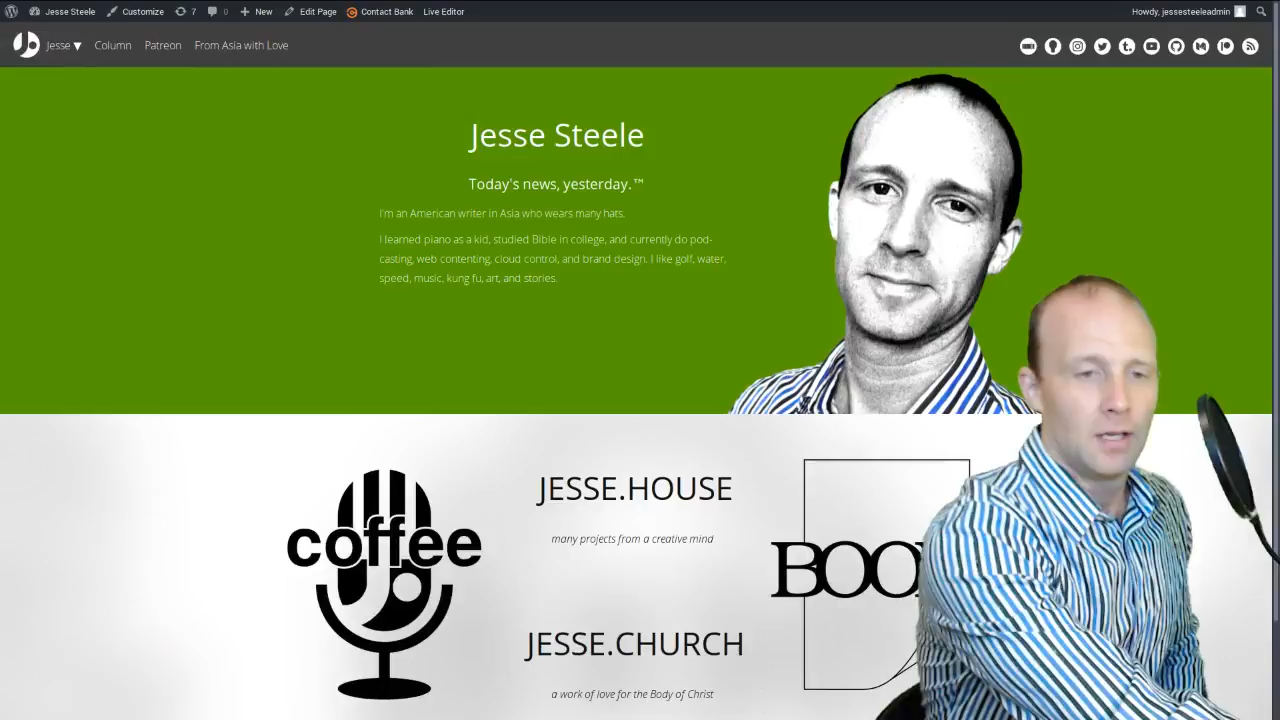 Jesse Steele Customize 7 0 New Edit Page Contact Bank Live Editor Howdy, jessesteeleadmin
Jesse ▼ Column Patreon From Asia with Love
Jesse Steele
Today's news, yesterday.™
I'm an American writer in Asia who wears many hats.
I learned piano as a kid, studied Bible in college, and currently do pod-
casting, web contenting, cloud control, and brand design. I like golf, water,
speed, music, kung fu, art, and stories.
coffee
JESSE.HOUSE
many projects from a creative mind
JESSE.CHURCH
a work of love for the Body of Christ